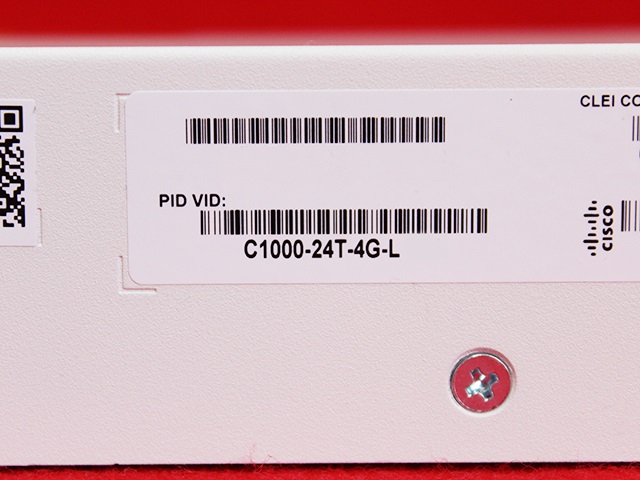 CLEI CO
PID VID:
C1000-24T-4G-L
CISCO